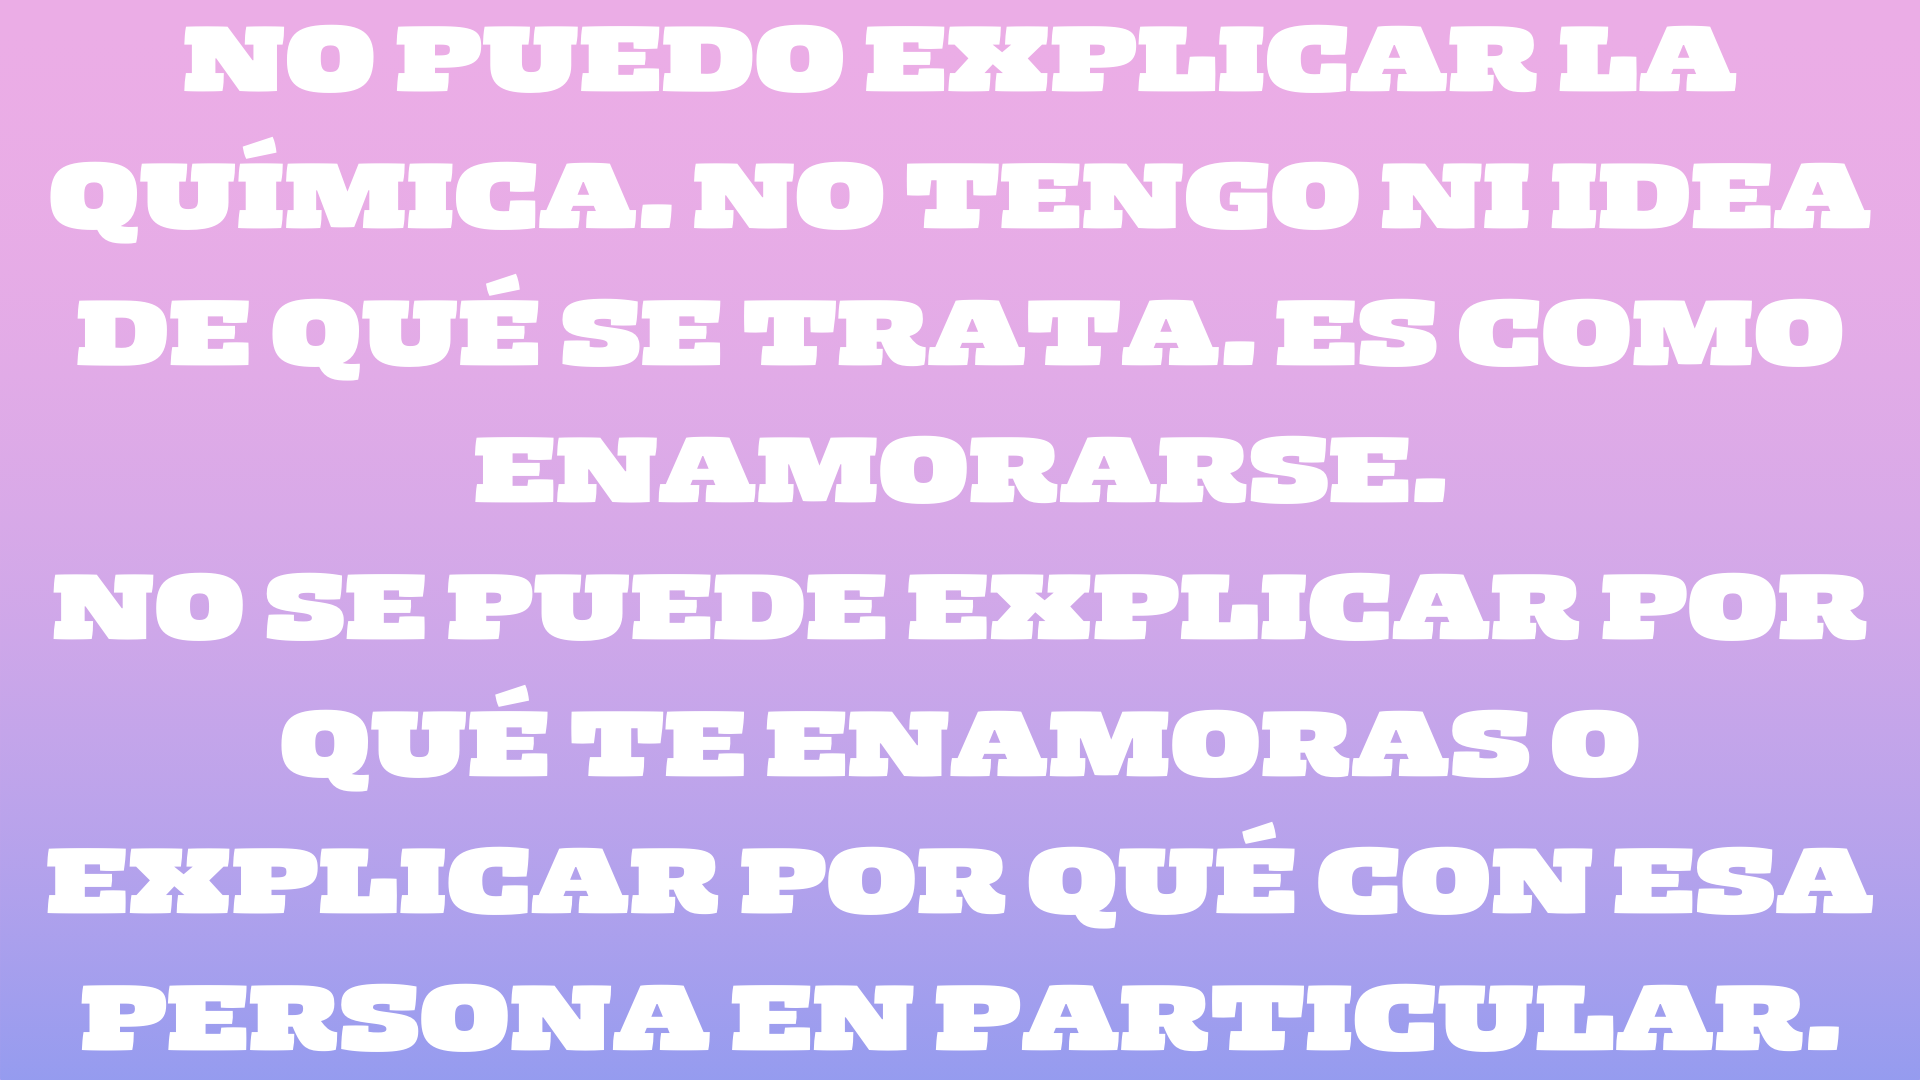 NO PUEDO EXPLICAR LA
QUÍMICA. NO TENGO NI IDEA
DE QUÉ SE TRATA. ES COMO
ENAMORARSE.
NO SE PUEDE EXPLICAR POR
QUÉ TE ENAMORAS O
EXPLICAR POR QUÉ CON ESA
PERSONA EN PARTICULAR.